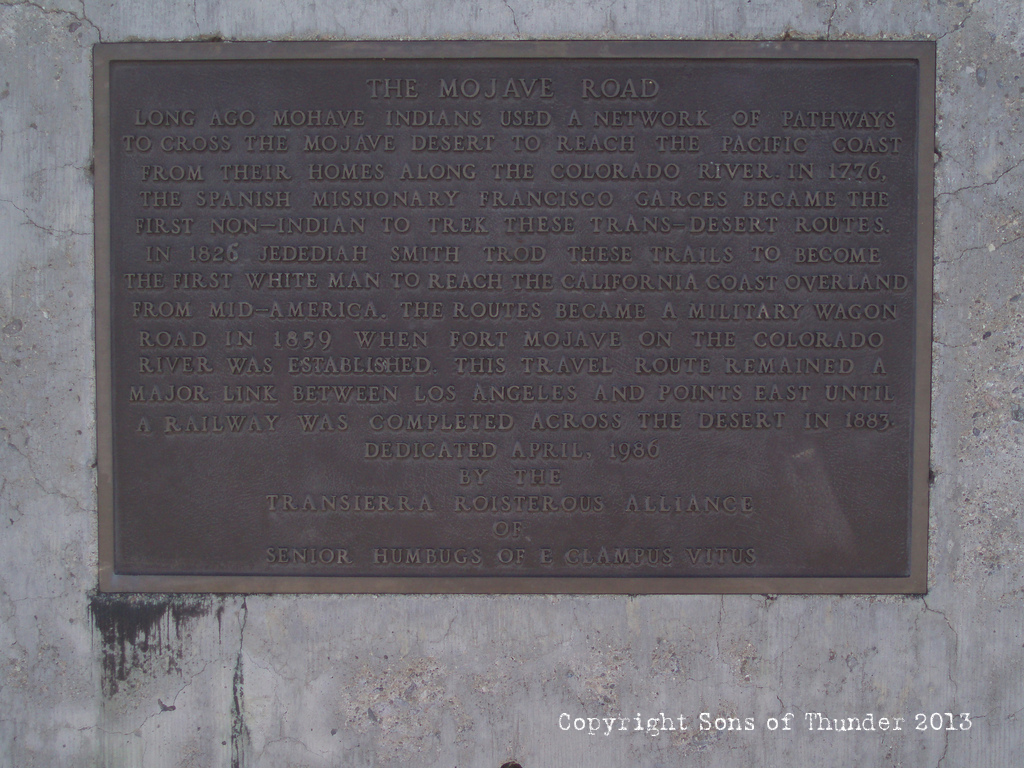 THE MOJAVE ROAD
LONG AGO MOHAVE INDIANS USED A NETWORK OF PATHWAYS
TO CROSS THE MOJAVE DESERT TO REACH THE PACIFIC COAST
FROM THEIR HOMES ALONG THE COLORADO RIVER. IN 1776,
THE SPANISH MISSIONARY FRANCISCO GARCES BECAME THE
FIRST NON-INDIAN TO TREK THESE TRANS-DESERT ROUTES.
IN 1826 JEDEDIAH SMITH TROD THESE TRAILS TO BECOME
THE FIRST WHITE MAN TO REACH THE CALIFORNIA COAST OVERLAND
FROM MID-AMERICA. THE ROUTES BECAME A MILITARY WAGON
ROAD IN 1859 WHEN FORT MOJAVE ON THE COLORADO
RIVER WAS ESTABLISHED. THIS TRAVEL ROUTE REMAINED A
MAJOR LINK BETWEEN LOS ANGELES AND POINTS EAST UNTIL
A RAILWAY WAS COMPLETED ACROSS THE DESERT IN 1883.
DEDICATED APRIL, 1986
BY THE
TRANSIERRA ROISTEROUS ALLIANCE
OF
SENIOR HUMBUGS OF E CLAMPUS VITUS
Copyright Sons of Thunder 2013